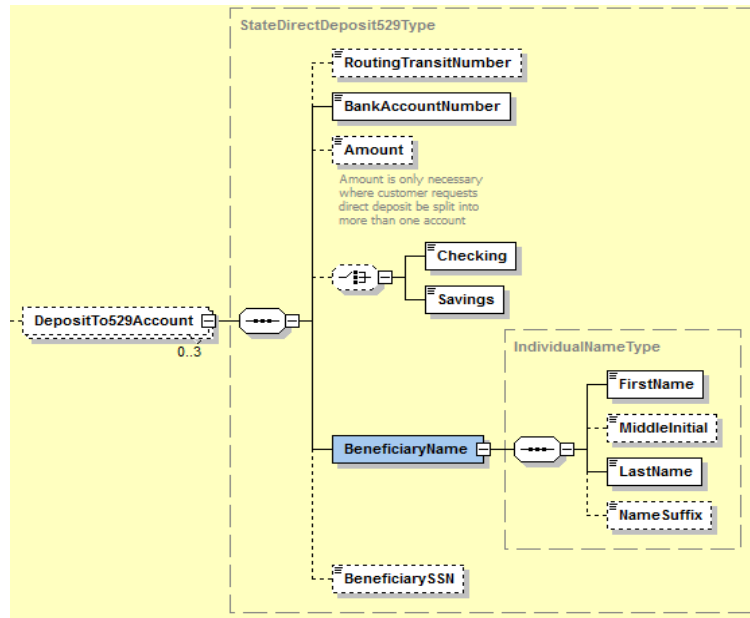 StateDirectDeposit529Type
RoutingTransitNumber
BankAccountNumber
Amount
Amount is only necessary
where customer requests
direct deposit be split into
more than one account
Checking
Savings
DepositTo529Account
0..3
IndividualNameType
FirstName
MiddleInitial
BeneficiaryName
LastName
NameSuffix
BeneficiarySSN